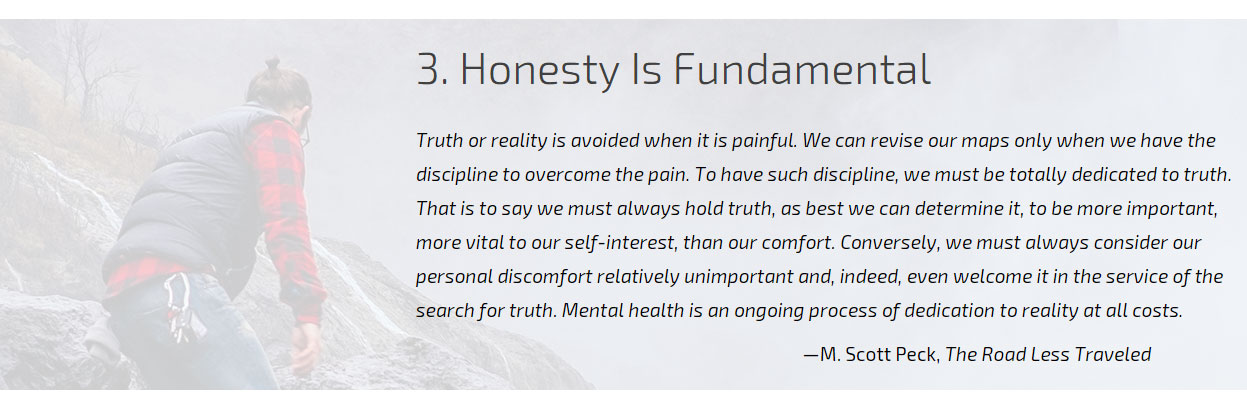 3. Honesty Is Fundamental
Truth or reality is avoided when it is painful. We can revise our maps only when we have the
discipline to overcome the pain. To have such discipline, we must be totally dedicated to truth.
That is to say we must always hold truth, as best we can determine it, to be more important,
more vital to our self-interest, than our comfort. Conversely, we must always consider our
personal discomfort relatively unimportant and, indeed, even welcome it in the service of the
search for truth. Mental health is an ongoing process of dedication to reality at all costs.
—M. Scott Peck, The Road Less Traveled